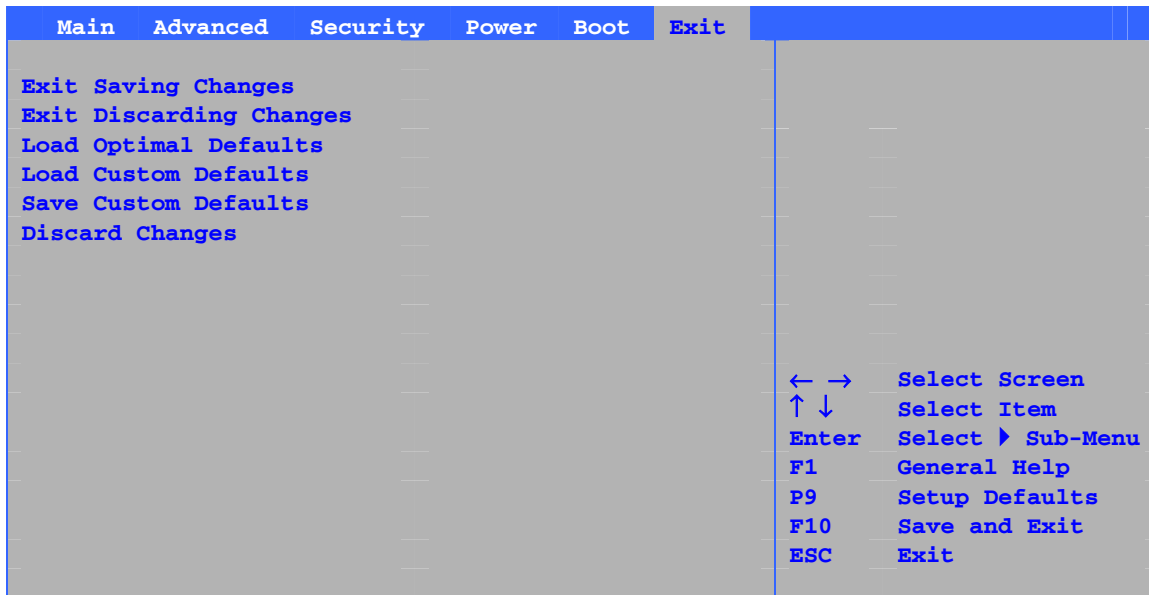 Main Advanced Security Power Boot Exit
Exit Saving Changes
Exit Discarding Changes
Load Optimal Defaults
Load Custom Defaults
Save Custom Defaults
Discard Changes
← → Select Screen
↑ ↓ Select Item
Enter Select ▶ Sub-Menu
F1 General Help
P9 Setup Defaults
F10 Save and Exit
ESC Exit